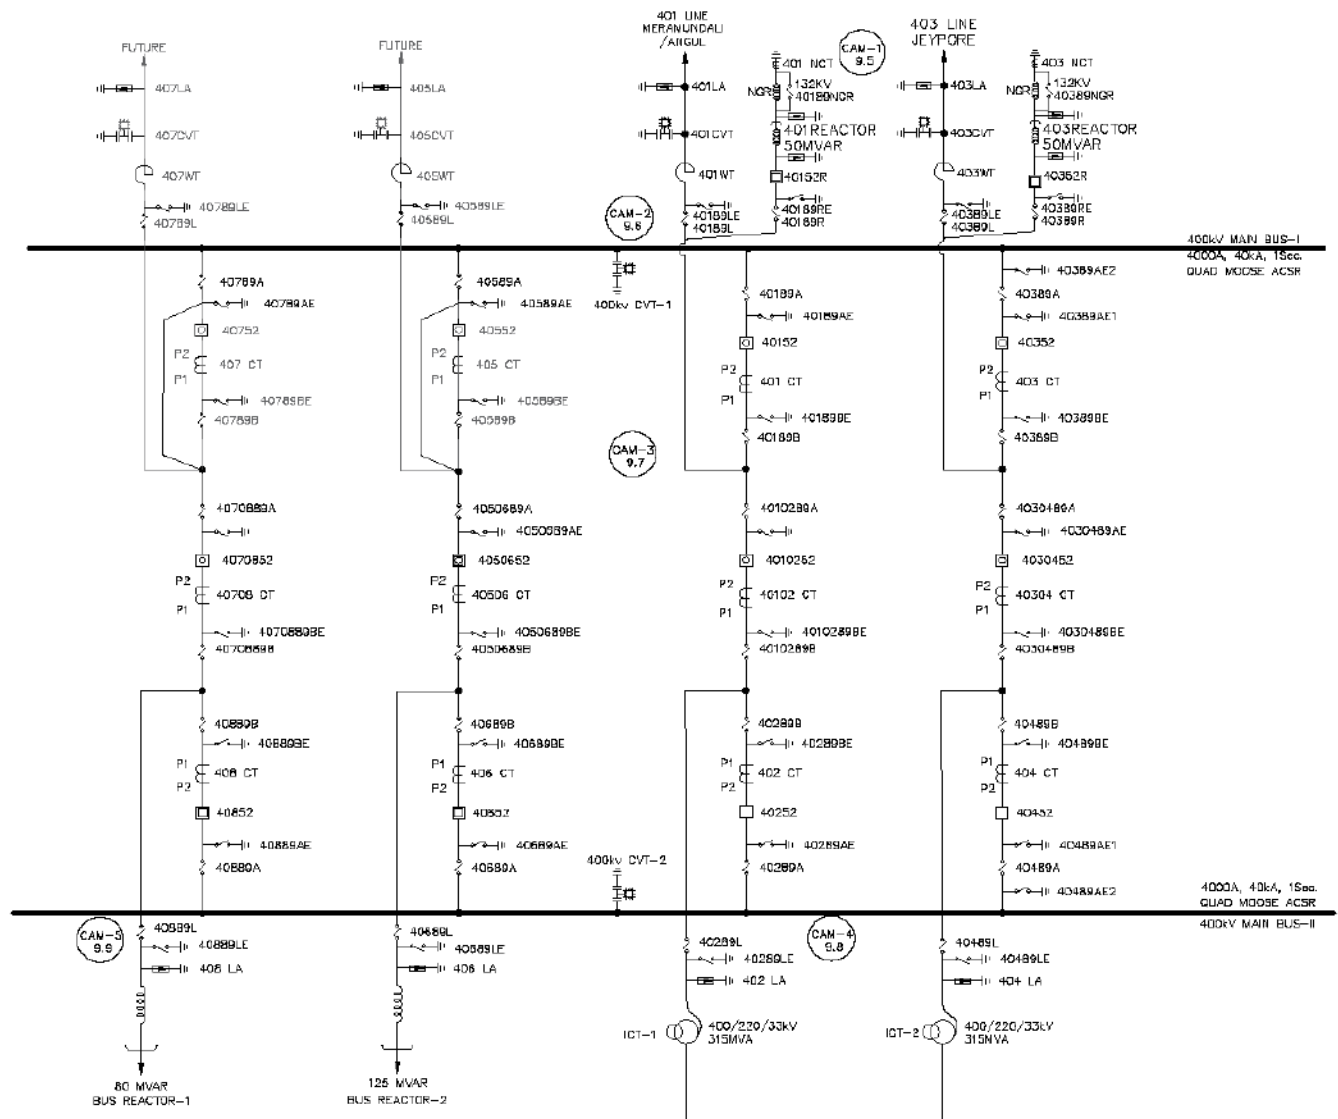 FUTURE
FUTURE
401 LINE
MERAMUNDALI
/ANGUL
CAM-1
9.5
403 LINE
JEYPORE
401 NCT
403 NCT
407LA
405LA
401LA
NGR
132KV
40189NGR
403LA
NGR
132KV
40389NGR
407CVT
405CVT
401CVT
401REACTOR
50MVAR
403CVT
403REACTOR
50MVAR
407WT
405WT
401WT
40152R
403WT
40352R
40789LE
40789L
40589LE
40589L
CAM-2
9.6
40189LE
40189L
40189RE
40189R
40389LE
40389L
40389RE
40389R
400kV MAIN BUS-I
4000A, 40kA, 1Sec.
QUAD MOOSE ACSR
40789A
40589A
400kv CVT-1
40189A
40389AE2
40389A
40789AE
40589AE
40189AE
40389AE1
40752
40552
40152
40352
P2
407 CT
P1
P2
405 CT
P1
P2
401 CT
P1
P2
403 CT
P1
40789BE
40789B
40589BE
40589B
40189BE
40189B
40389BE
40389B
CAM-3
9.7
4070889A
4050689A
4010289A
4030489A
4050689AE
4030489AE
4070852
4050652
4010252
4030452
P2
40708 CT
P1
P2
40506 CT
P1
P2
40102 CT
P1
P2
40304 CT
P1
4070889BE
4070889B
4050689BE
4050689B
4010289BE
4010289B
4030489BE
4030489B
40889B
40889BE
40689B
40689BE
40289B
40289BE
40489B
40489BE
P1
408 CT
P2
P1
406 CT
P2
P1
402 CT
P2
P1
404 CT
P2
40852
40652
40252
40452
40889AE
40889A
40689AE
40689A
400kv CVT-2
40289AE
40289A
40489AE1
40489A
40489AE2
4000A, 40kA, 1Sec.
QUAD MOOSE ACSR
400kV MAIN BUS-II
CAM-5
9.9
40889L
40889LE
408 LA
40689L
40689LE
406 LA
40289L
40289LE
402 LA
CAM-4
9.8
40489L
40489LE
404 LA
ICT-1
400/220/33kV
315MVA
ICT-2
400/220/33kV
315MVA
80 MVAR
BUS REACTOR-1
125 MVAR
BUS REACTOR-2